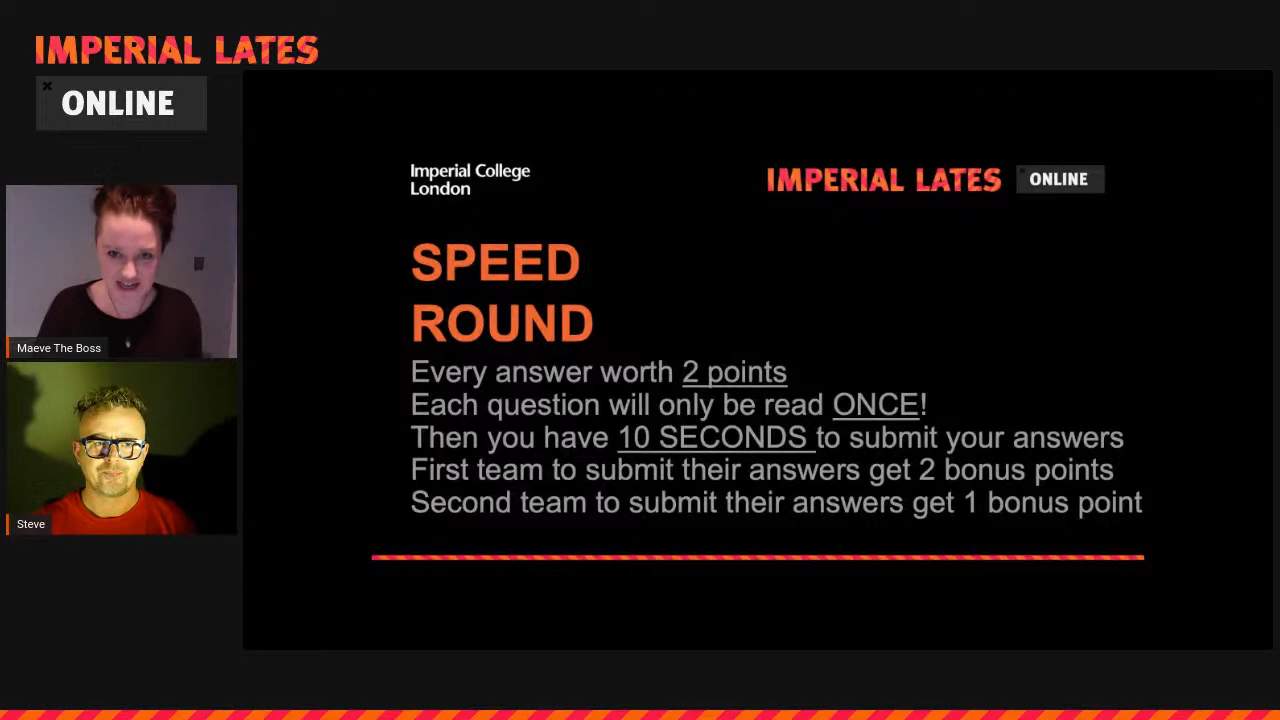 IMPERIAL LATES
ONLINE
Maeve The Boss
Steve
Imperial College
London
IMPERIAL LATES ONLINE
SPEED
ROUND
Every answer worth 2 points
Each question will only be read ONCE!
Then you have 10 SECONDS to submit your answers
First team to submit their answers get 2 bonus points
Second team to submit their answers get 1 bonus point